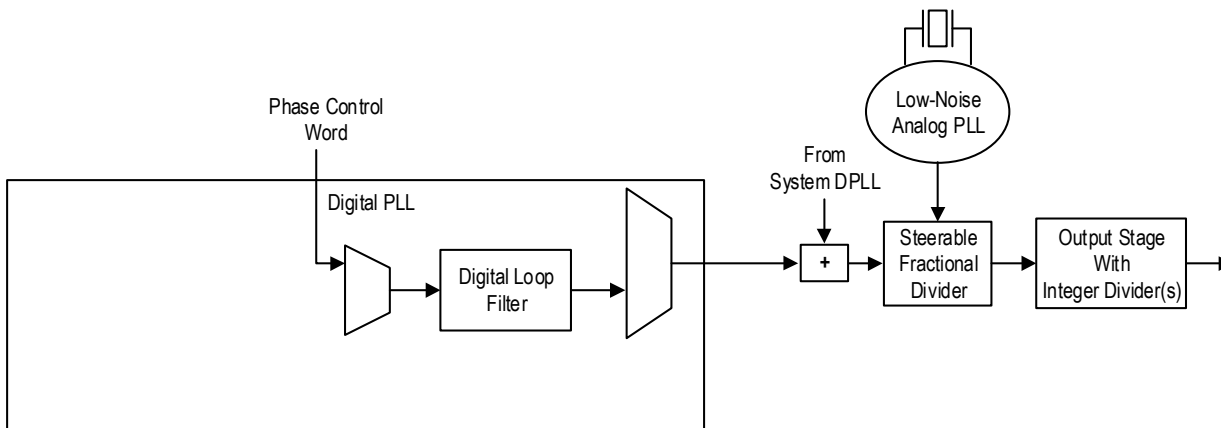 Low-Noise
Analog PLL
Phase Control
Word
From
System DPLL
Digital PLL
Digital Loop
Filter
+
Steerable
Fractional
Divider
Output Stage
With
Integer Divider(s)